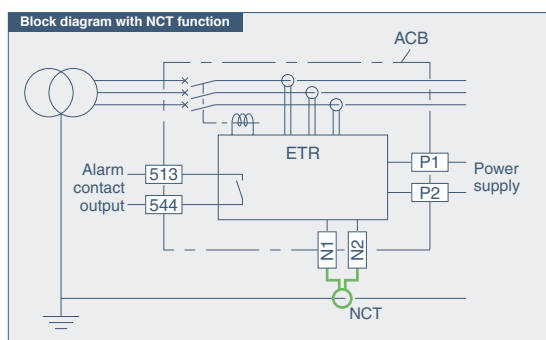 Block diagram with NCT function
ACB
ETR
Alarm
contact
output
513
544
P1
P2
Power
supply
N1
N2
NCT